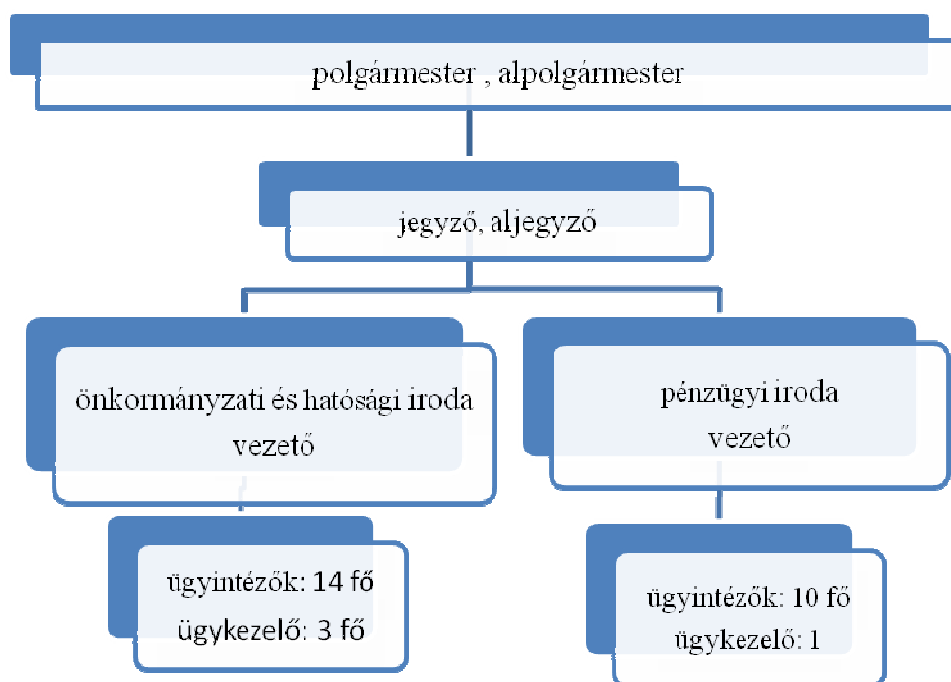 polgármester , alpolgármester
jegyző, aljegyző
önkormányzati és hatósági iroda
vezető
pénzügyi iroda
vezető
ügyintézők: 14 fő
ügykezelő: 3 fő
ügyintézők: 10 fő
ügykezelő: 1